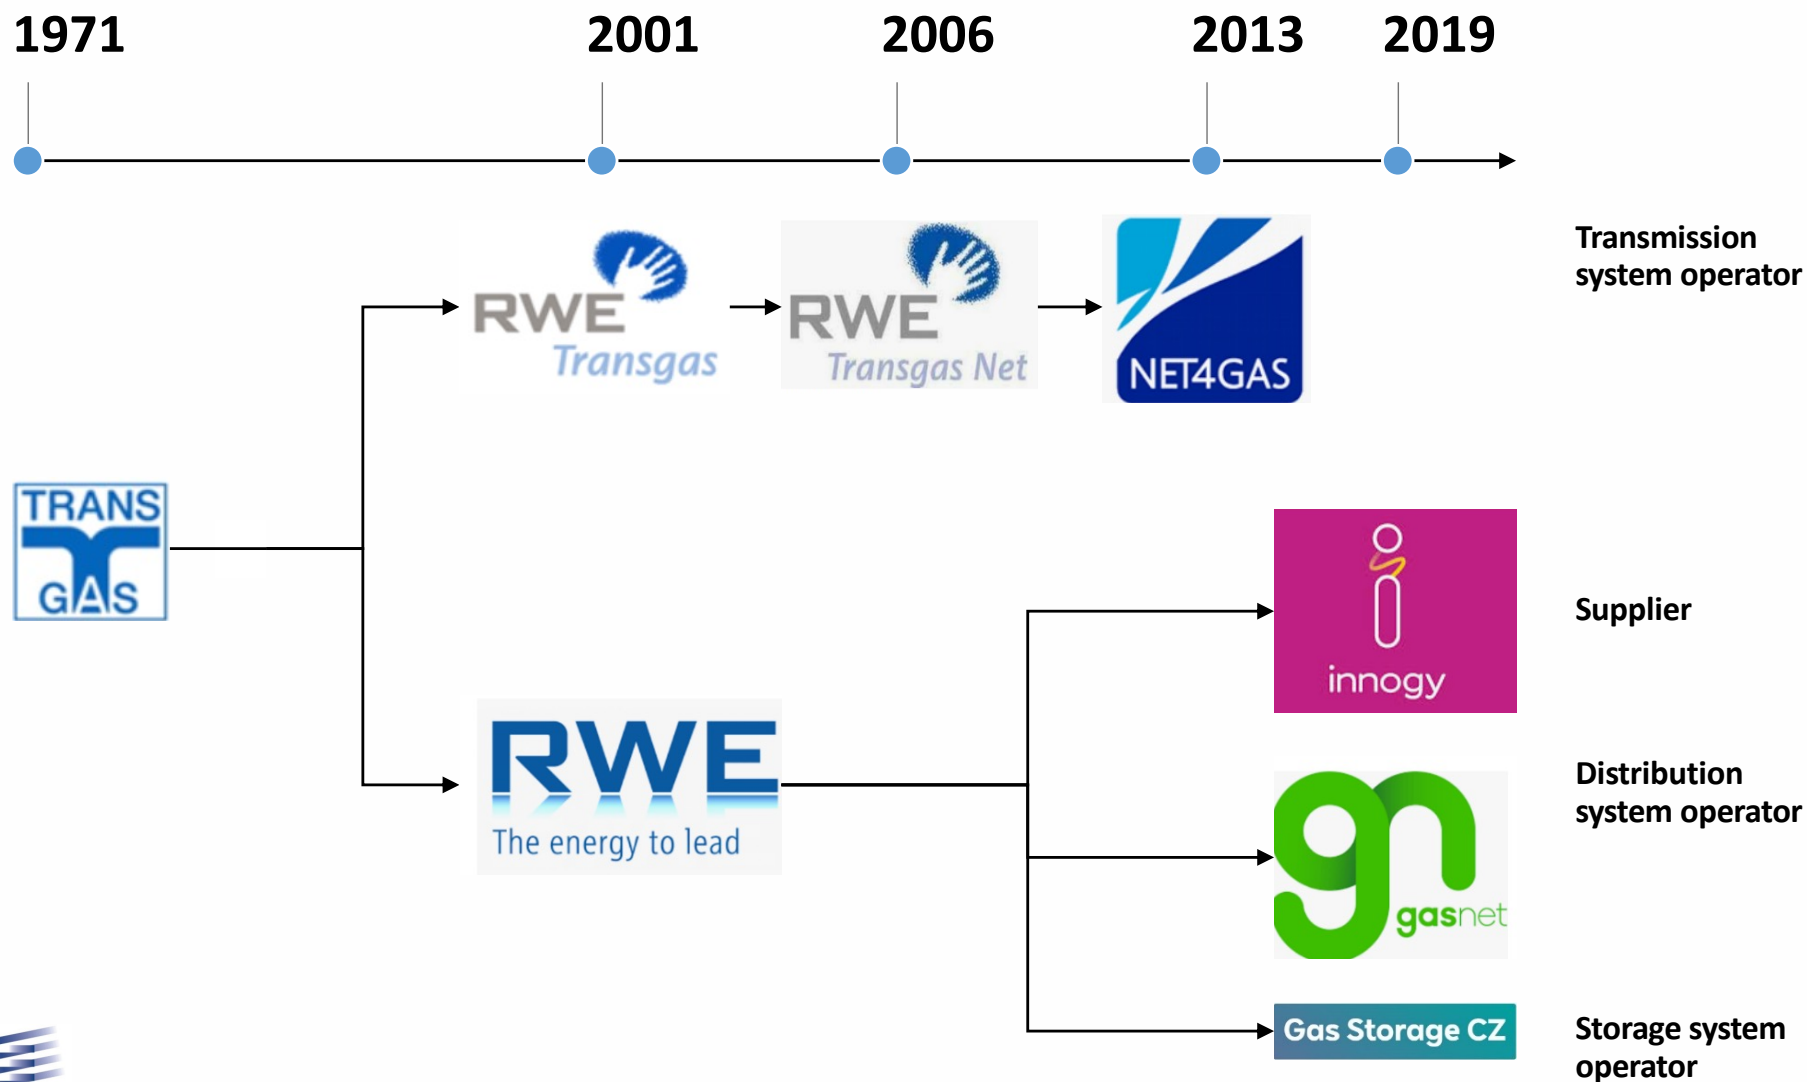 1971 2001 2006 2013 2019
Transmission
system operator
RWE
Transgas
RWE
Transgas Net
NET4GAS
TRANS
GAS
innogy
Supplier
RWE
The energy to lead
Distribution
system operator
gasnet
Gas Storage CZ
Storage system
operator